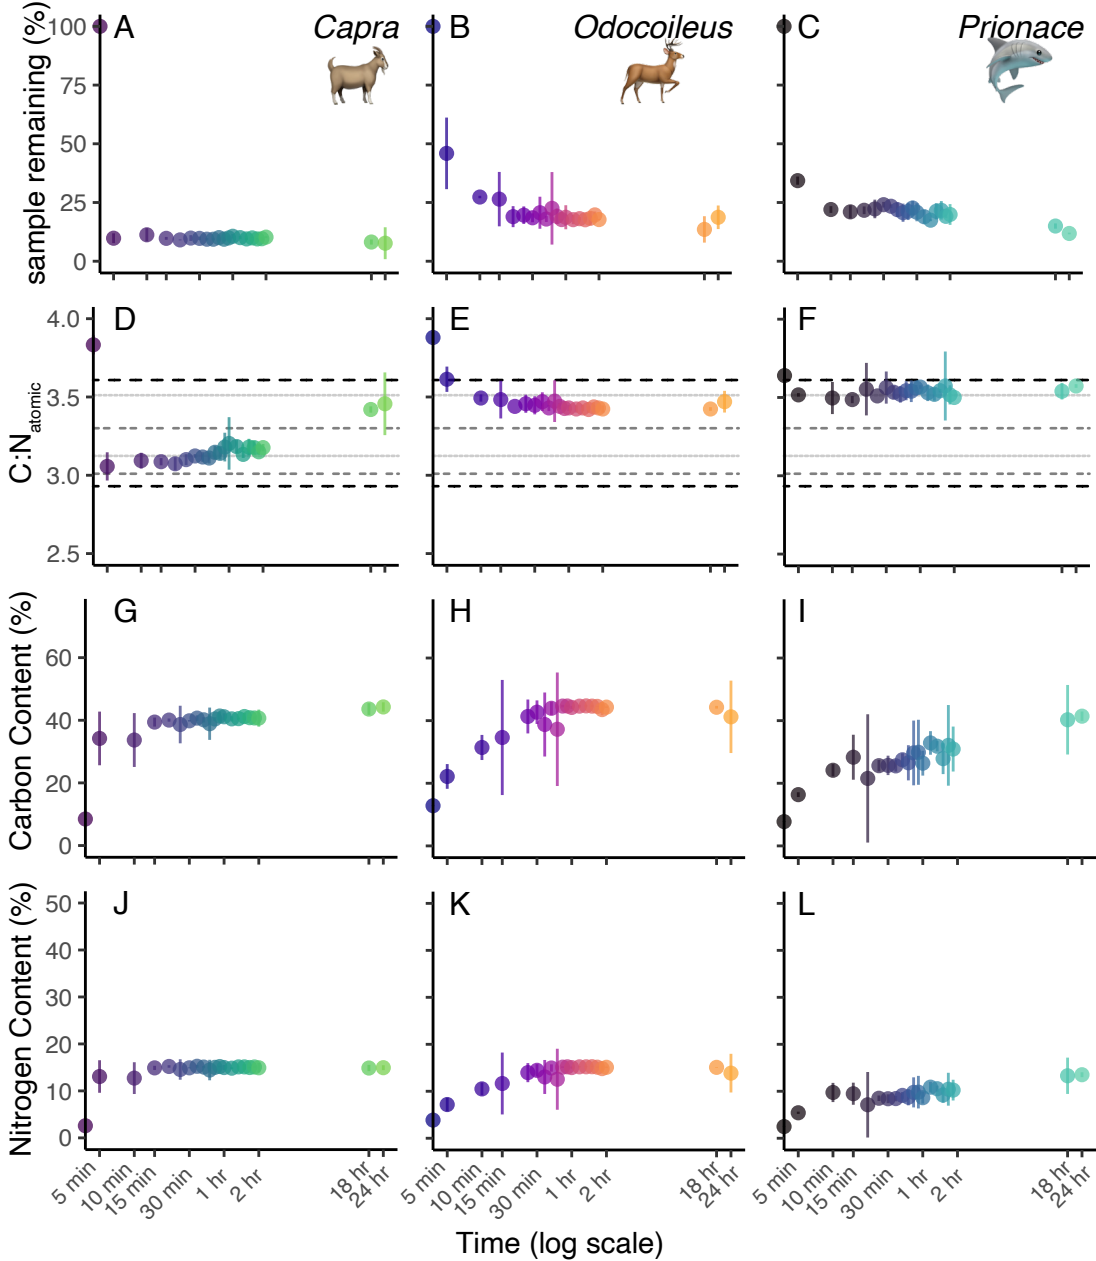 A
Capra
B
Odocoileus
C
Prionace
sample remaining (%)
100
75
50
25
0
D
E
F
C:Natomic
4.0
3.5
3.0
2.5
G
H
I
Carbon Content (%)
60
40
20
0
J
K
L
Nitrogen Content (%)
50
40
30
20
10
0
5 min
10 min
15 min
30 min
1 hr
2 hr
18 hr
24 hr
5 min
10 min
15 min
30 min
1 hr
2 hr
18 hr
24 hr
5 min
10 min
15 min
30 min
1 hr
2 hr
18 hr
24 hr
Time (log scale)